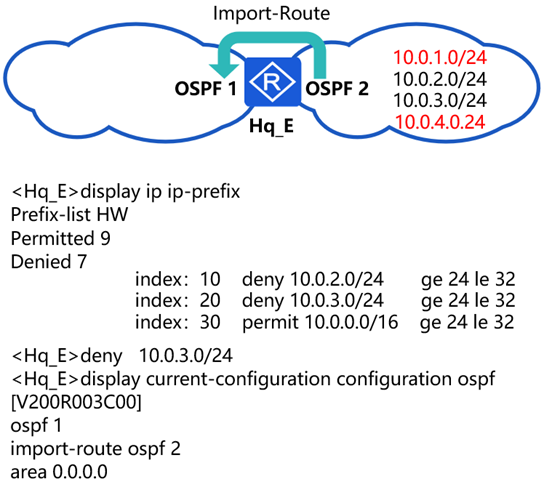 Import-Route
OSPF 1
R
OSPF 2
Hq_E
10.0.1.0/24
10.0.2.0/24
10.0.3.0/24
10.0.4.0.24
<Hq_E>display ip ip-prefix
Prefix-list HW
Permitted 9
Denied 7
index: 10 deny 10.0.2.0/24 ge 24 le 32
index: 20 deny 10.0.3.0/24 ge 24 le 32
index: 30 permit 10.0.0.0/16 ge 24 le 32
<Hq_E>deny 10.0.3.0/24
<Hq_E>display current-configuration configuration ospf
[V200R003C00]
ospf 1
import-route ospf 2
area 0.0.0.0